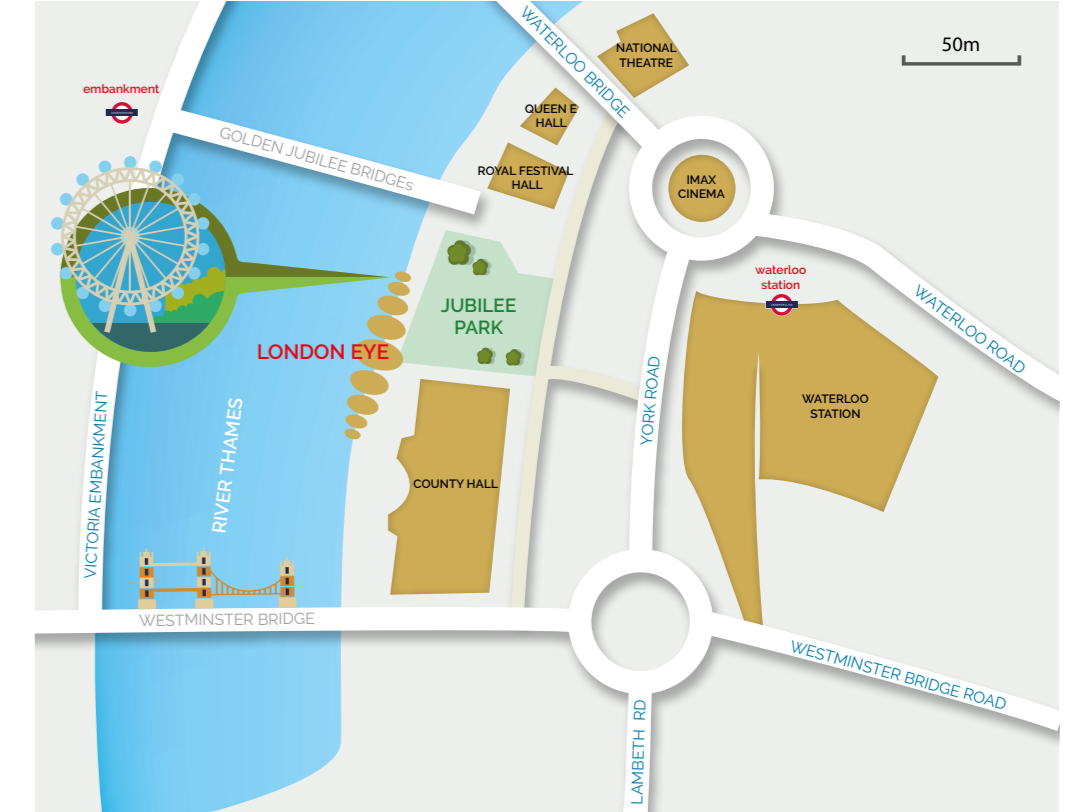 WATERLOO BRIDGE
NATIONAL
THEATRE
50m
embankment
QUEEN E
HALL
GOLDEN JUBILEE BRIDGEs
ROYAL FESTIVAL
HALL
IMAX
CINEMA
waterloo
station
WATERLOO ROAD
JUBILEE
PARK
LONDON EYE
YORK ROAD
WATERLOO
STATION
VICTORIA EMBANKMENT
RIVER THAMES
COUNTY HALL
WESTMINSTER BRIDGE
WESTMINSTER BRIDGE ROAD
LAMBETH RD